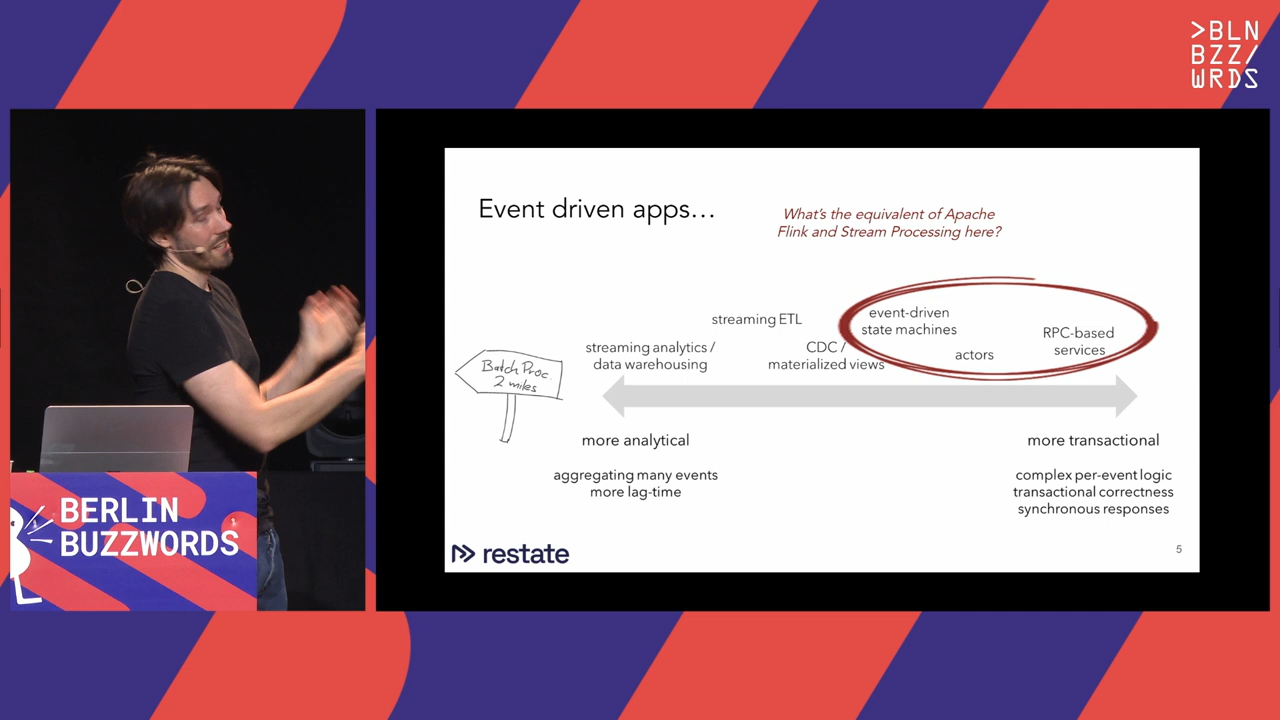 >BLN
BZZ/
WRDS
Event driven apps...
What's the equivalent of Apache
Flink and Stream Processing here?
streaming ETL
event-driven
state machines
RPC-based
services
streaming analytics /
data warehousing
CDC /
materialized views
actors
Batch Proc.
2 miles
more analytical
more transactional
aggregating many events
more lag-time
complex per-event logic
transactional correctness
synchronous responses
restate
5
BERLIN
BUZZWORDS